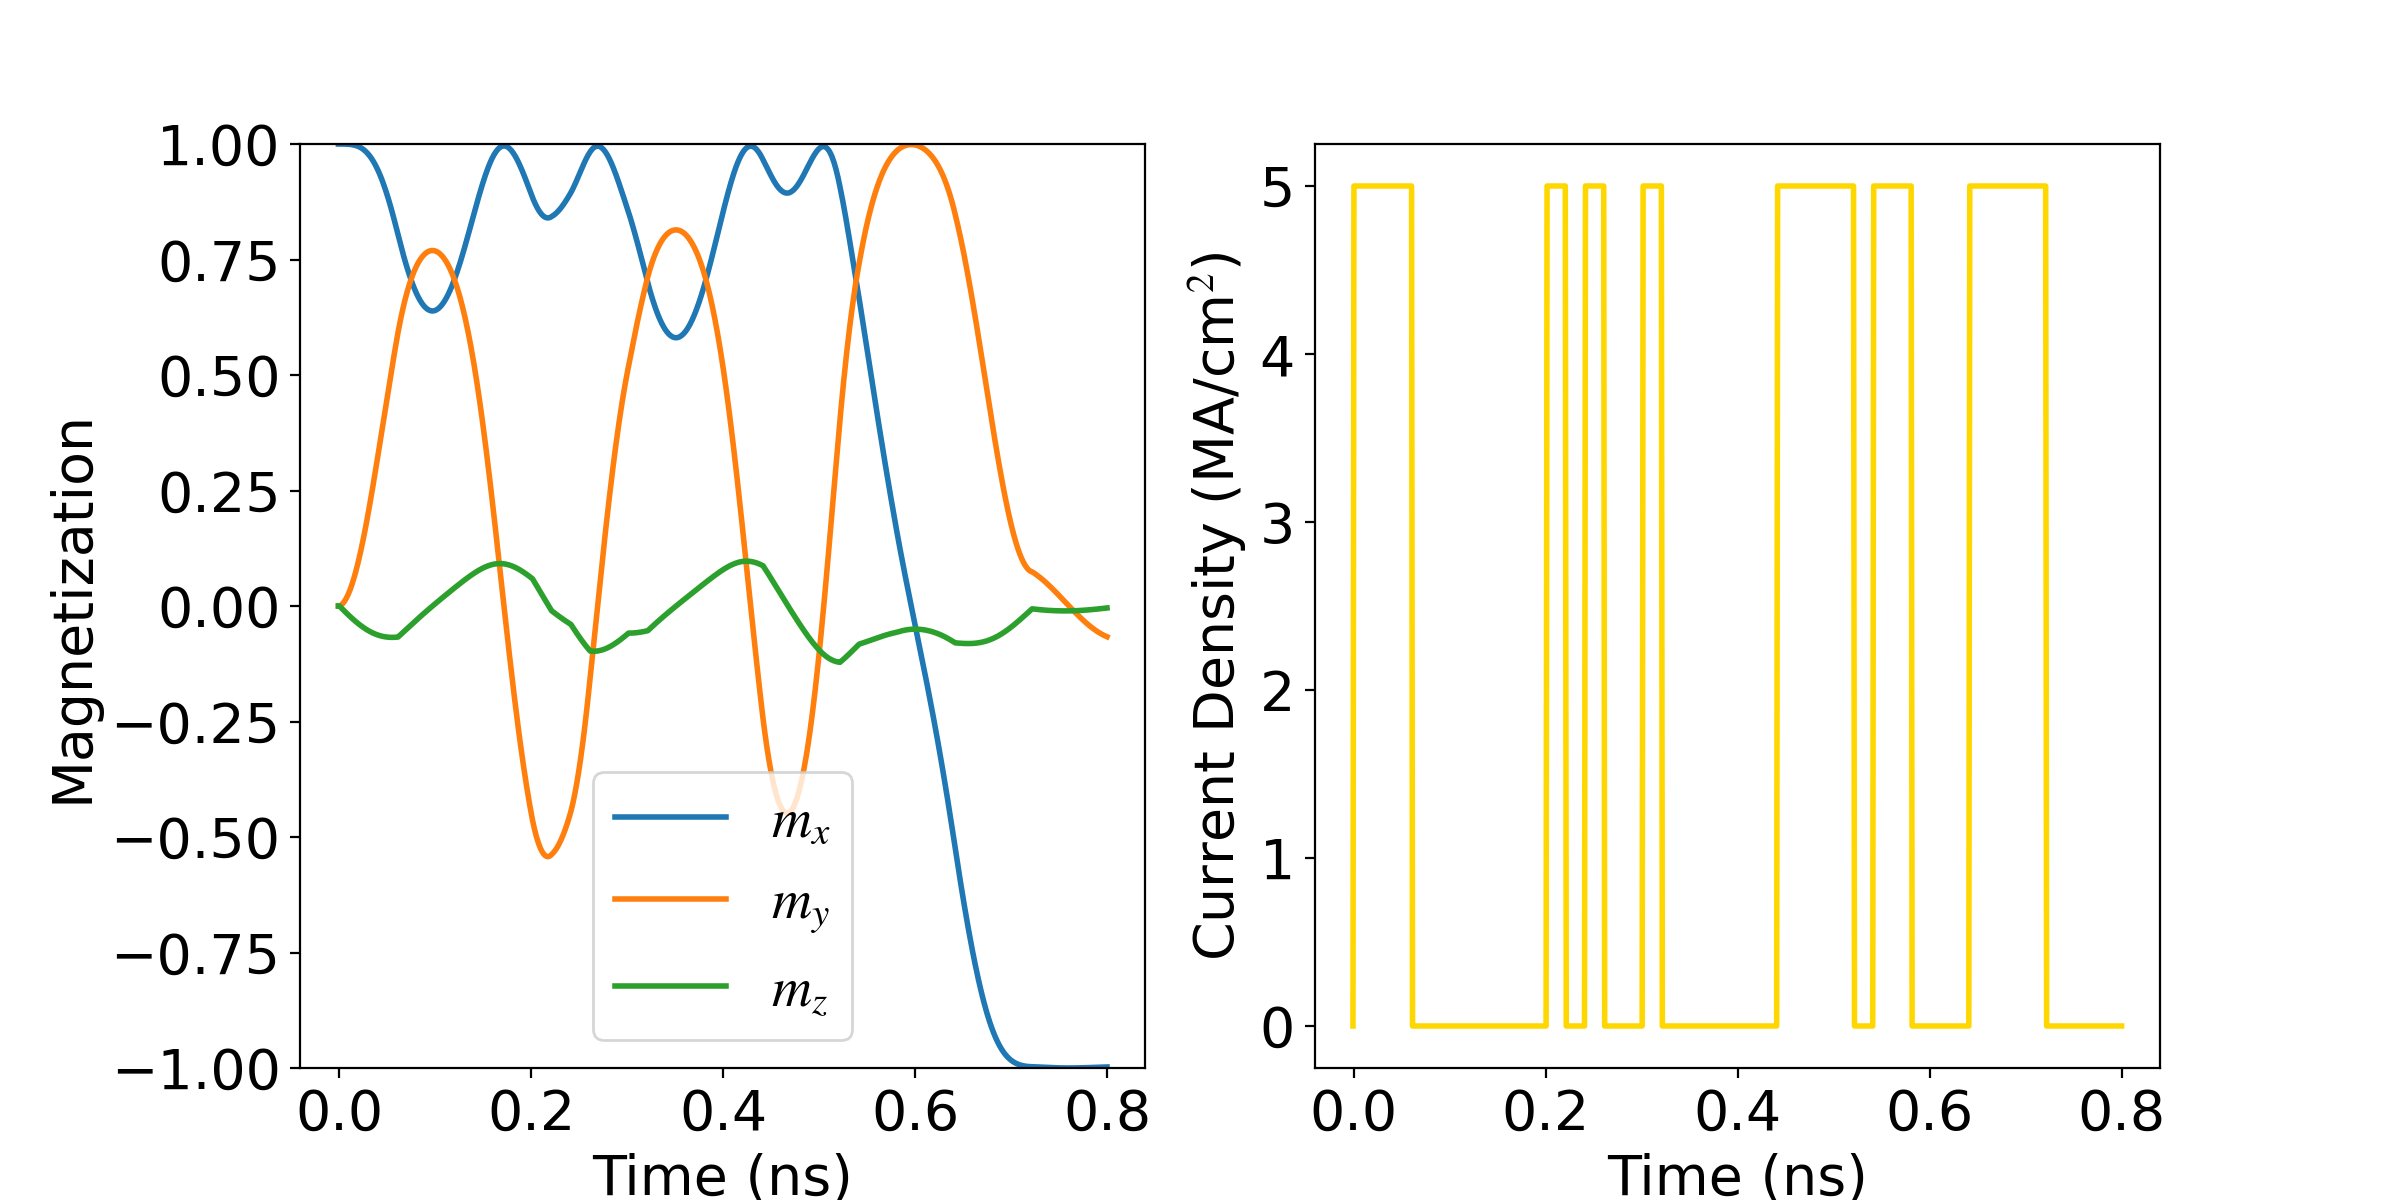 1.00
0.75
0.50
0.25
0.00
−0.25
−0.50
−0.75
−1.00
Magnetization
0.0 0.2 0.4 0.6 0.8
Time (ns)
m_x
m_y
m_z
5
4
3
2
1
0
Current Density (MA/cm²)
0.0 0.2 0.4 0.6 0.8
Time (ns)